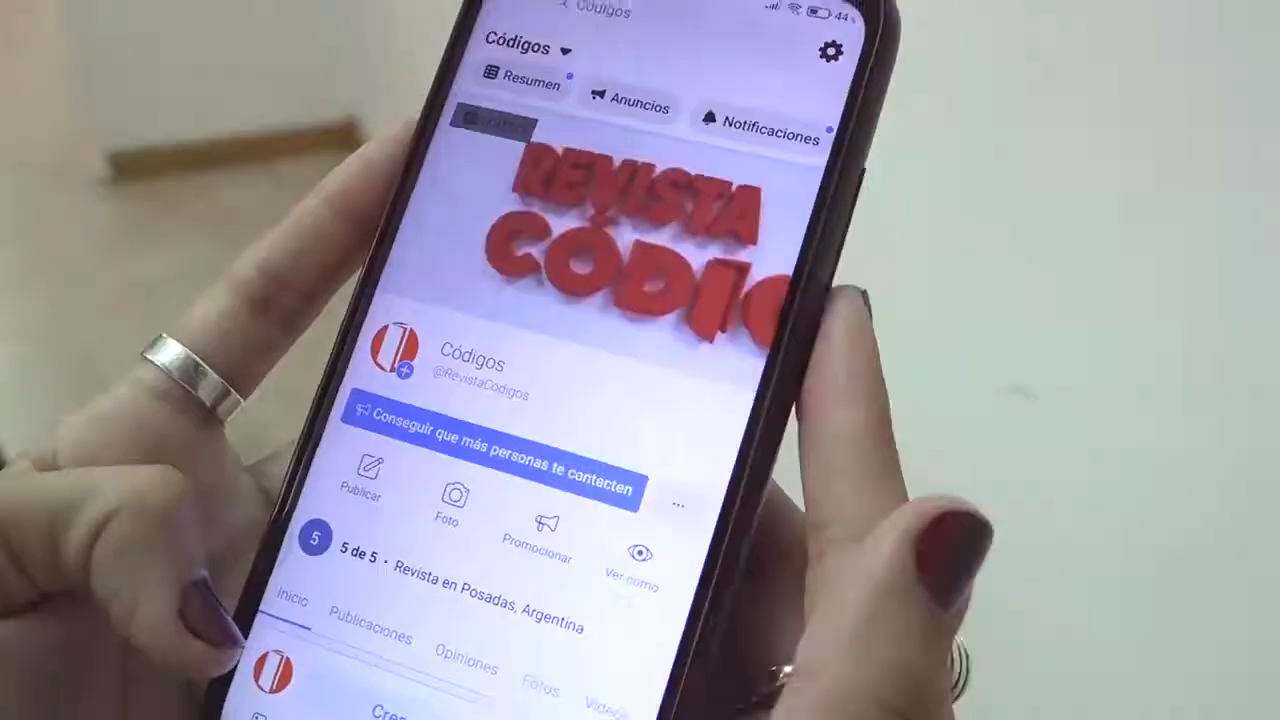 Códigos
44%
Códigos
Resumen
Anuncios
Notificaciones
REVISTA
CÓDIG
Códigos
@RevistaCodigos
Conseguir que más personas te contacten
Publicar
Foto
Promocionar
Ver como
5
5 de 5 · Revista en Posadas, Argentina
Inicio
Publicaciones
Opiniones
Fotos
Videos